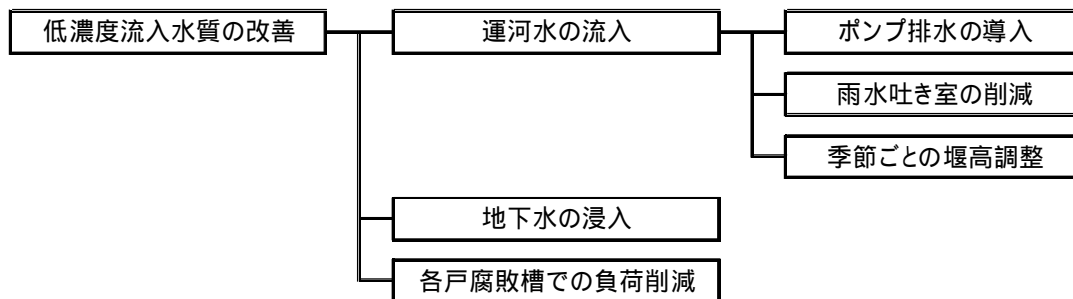 低濃度流入水質の改善
運河水の流入
ポンプ排水の導入
雨水吐き室の削減
季節ごとの堰高調整
地下水の浸入
各戸腐敗槽での負荷削減